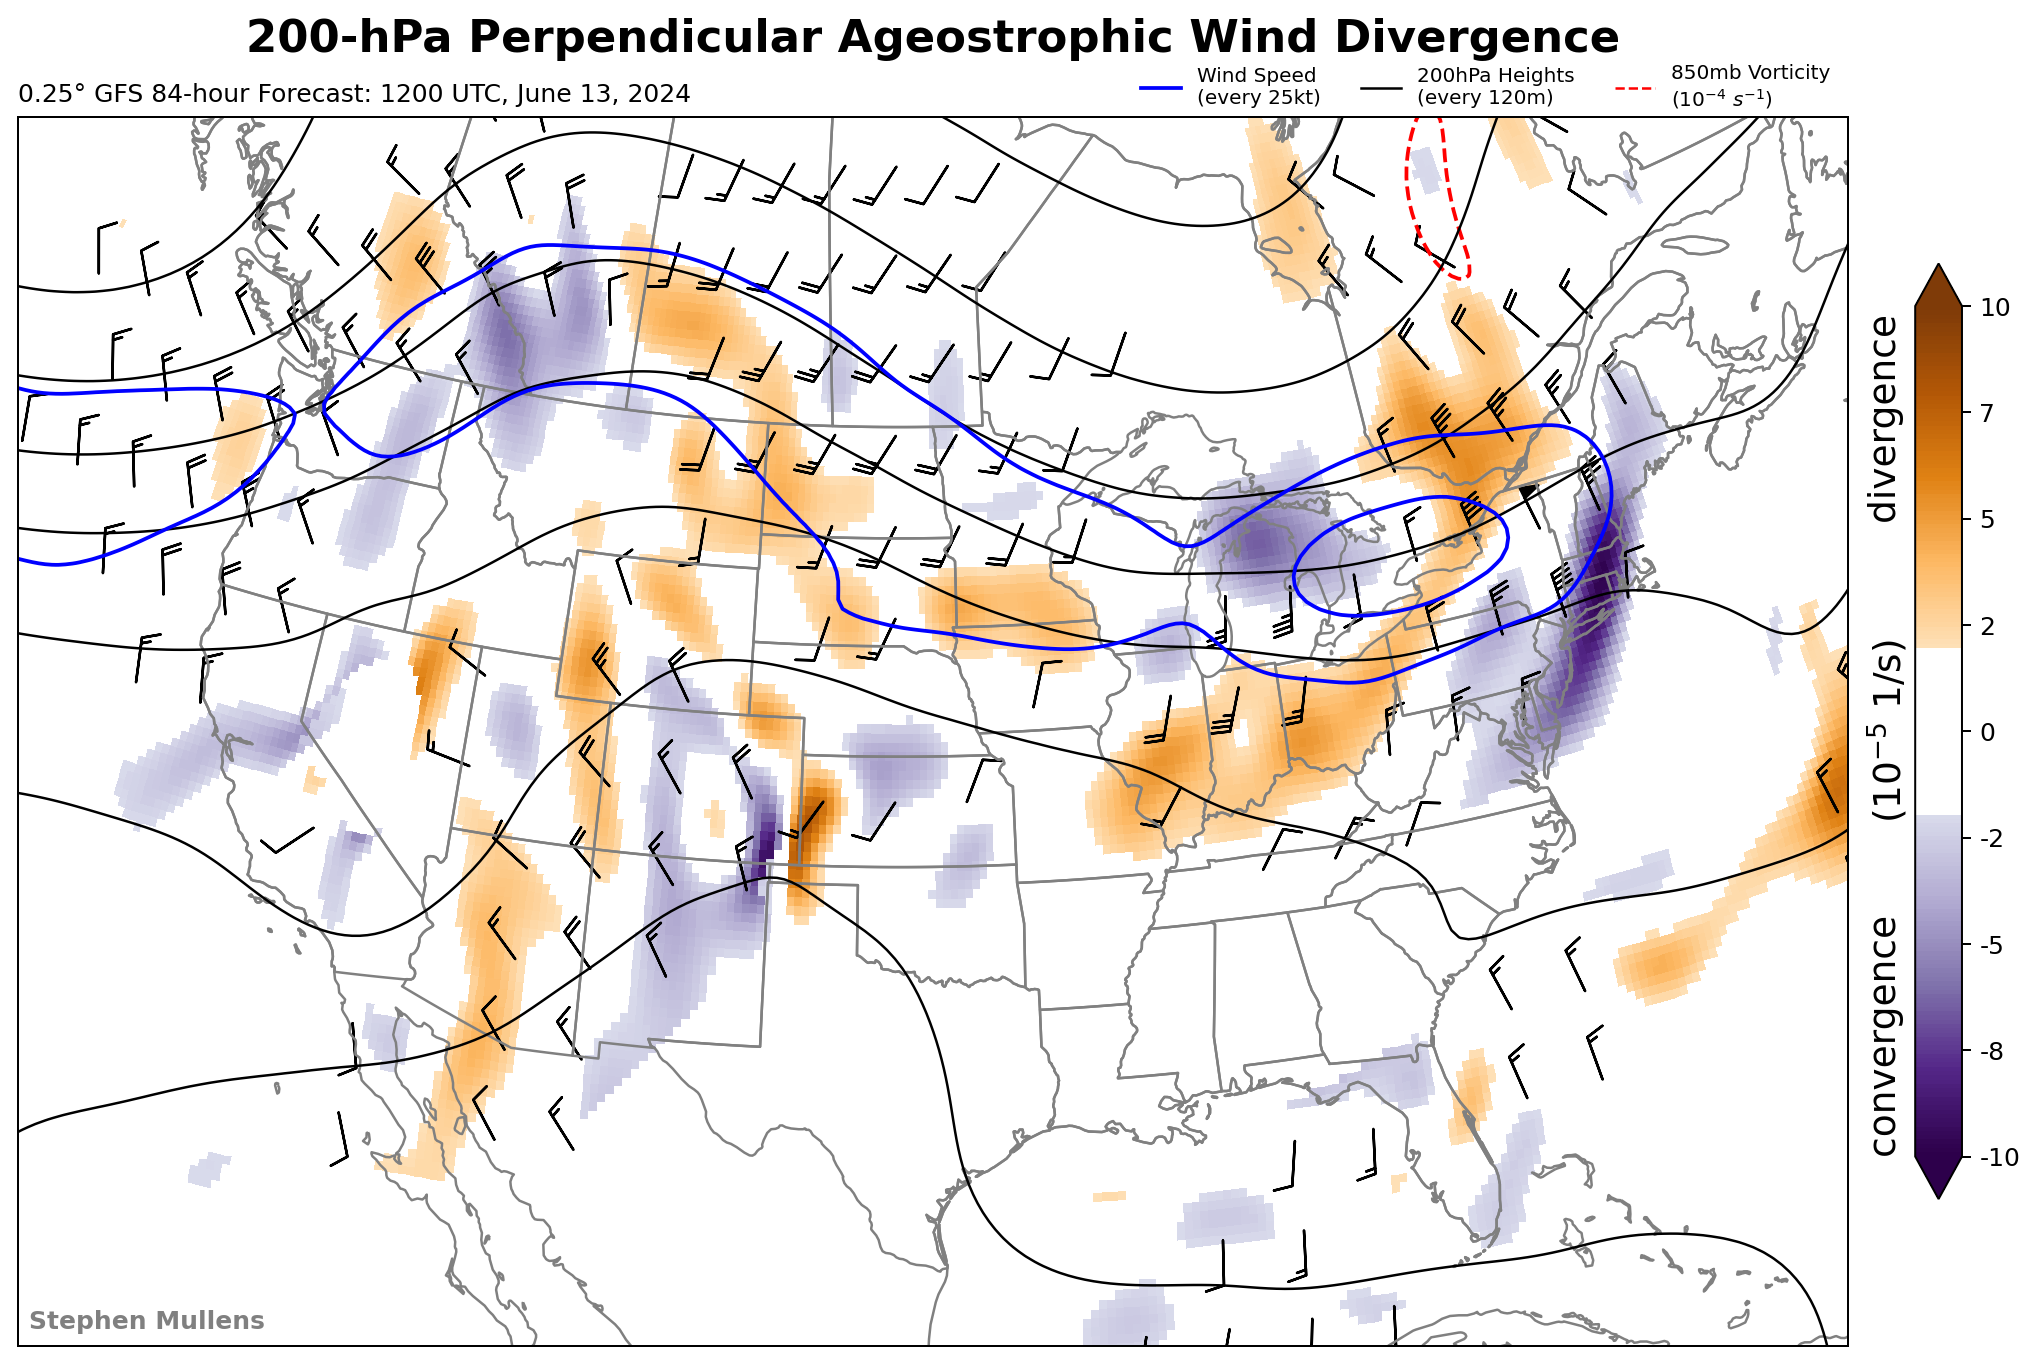 200-hPa Perpendicular Ageostrophic Wind Divergence
0.25° GFS 84-hour Forecast: 1200 UTC, June 13, 2024
Wind Speed
(every 25kt)
200hPa Heights
(every 120m)
850mb Vorticity
(10⁻⁴ s⁻¹)
10
7
5
2
0
-2
-5
-8
-10
convergence (10⁻⁵ 1/s) divergence
Stephen Mullens